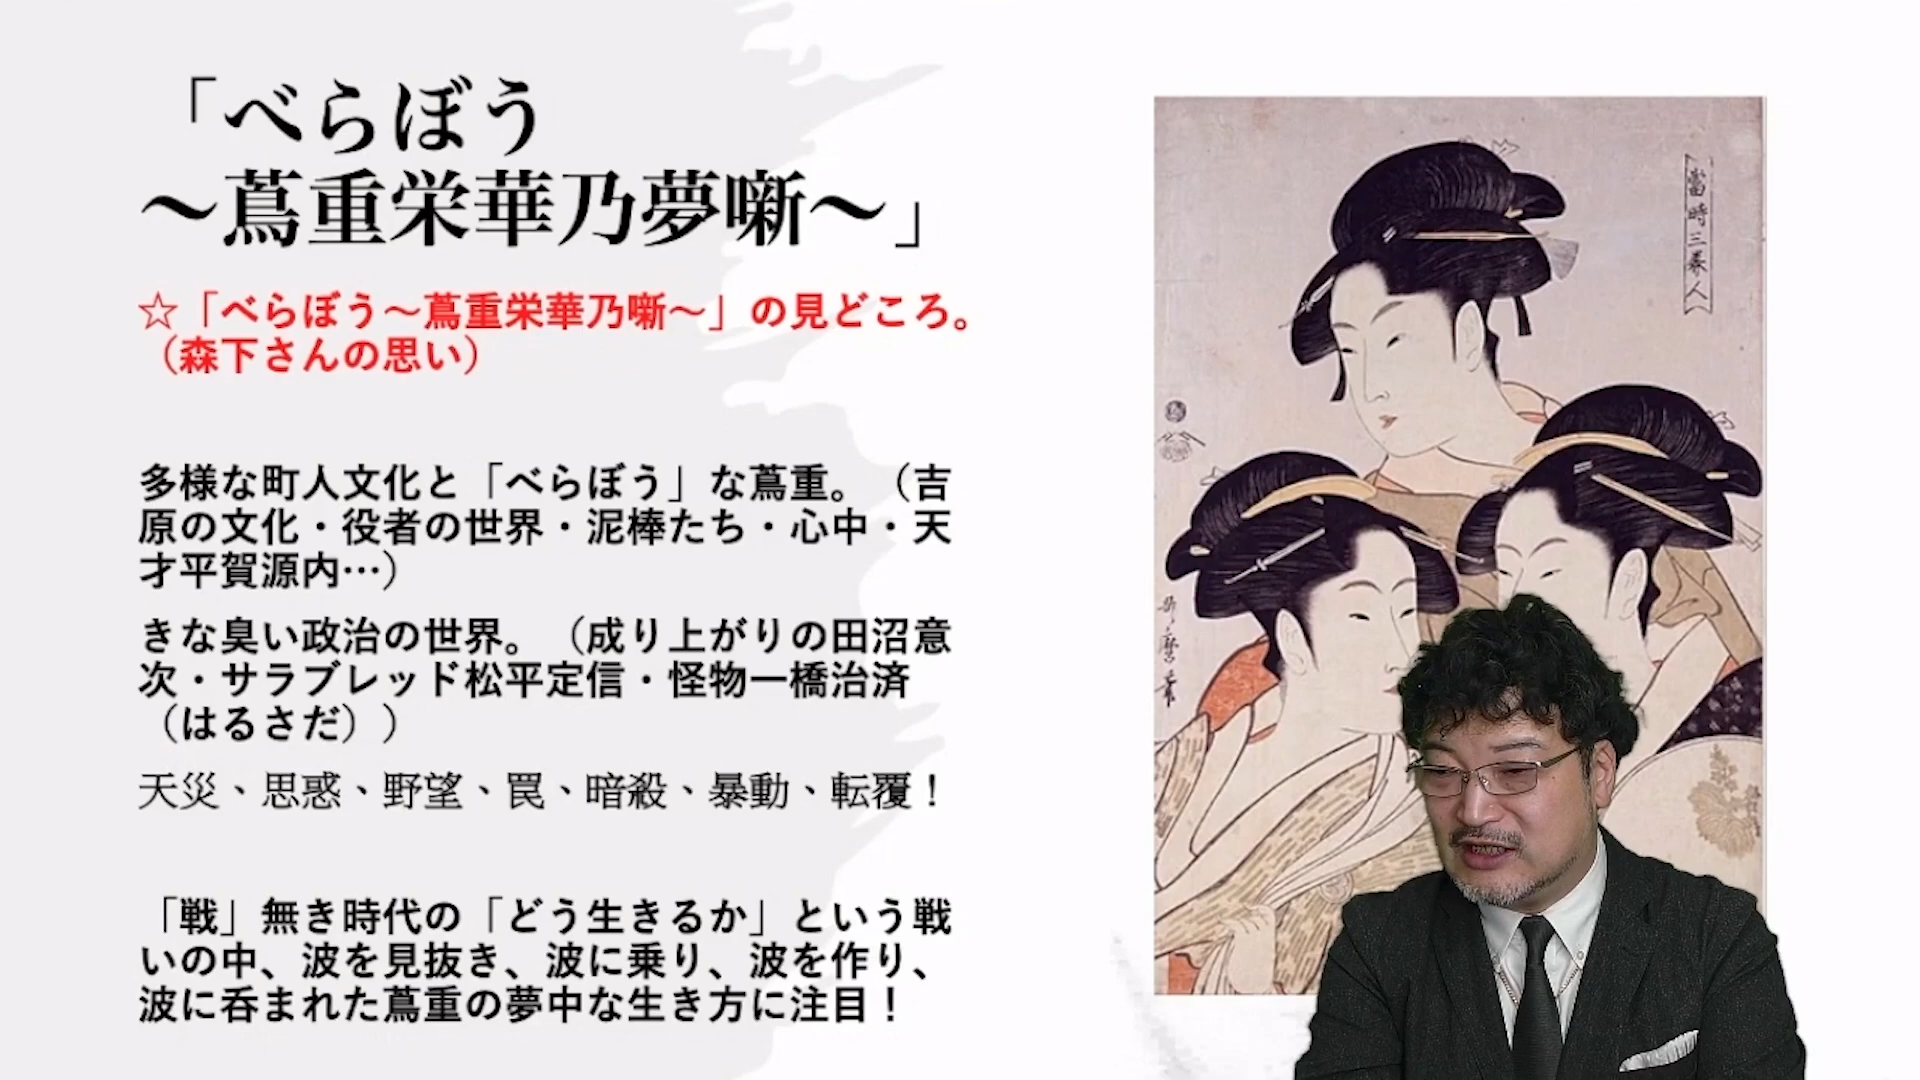 「べらぼう
～蔦重栄華乃夢噺～」
☆「べらぼう～蔦重栄華乃噺～」の見どころ。
（森下さんの思い）
多様な町人文化と「べらぼう」な蔦重。（吉
原の文化・役者の世界・泥棒たち・心中・天
才平賀源内…）
きな臭い政治の世界。（成り上がりの田沼意
次・サラブレッド松平定信・怪物一橋治済
（はるさだ））
天災、思惑、野望、罠、暗殺、暴動、転覆！
「戦」無き時代の「どう生きるか」という戦
いの中、波を見抜き、波に乗り、波を作り、
波に呑まれた蔦重の夢中な生き方に注目！
當時三美人